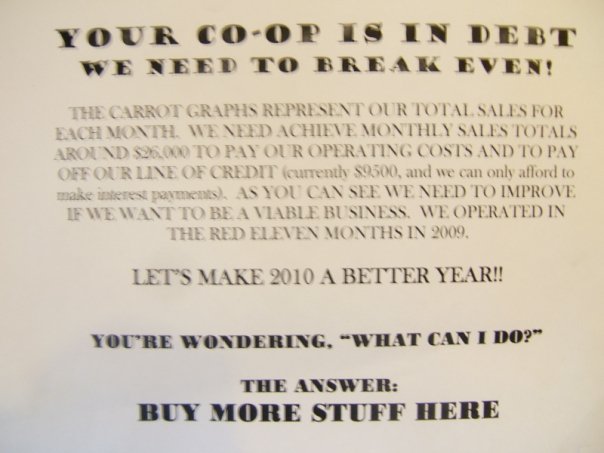 YOUR CO-OP IS IN DEBT
WE NEED TO BREAK EVEN!
THE CARROT GRAPHS REPRESENT OUR TOTAL SALES FOR
EACH MONTH. WE NEED ACHIEVE MONTHLY SALES TOTALS
AROUND $26,000 TO PAY OUR OPERATING COSTS AND TO PAY
OFF OUR LINE OF CREDIT (currently $9500, and we can only afford to
make interest payments). AS YOU CAN SEE WE NEED TO IMPROVE
IF WE WANT TO BE A VIABLE BUSINESS. WE OPERATED IN
THE RED ELEVEN MONTHS IN 2009.
LET'S MAKE 2010 A BETTER YEAR!!
YOU'RE WONDERING, "WHAT CAN I DO?"
THE ANSWER:
BUY MORE STUFF HERE